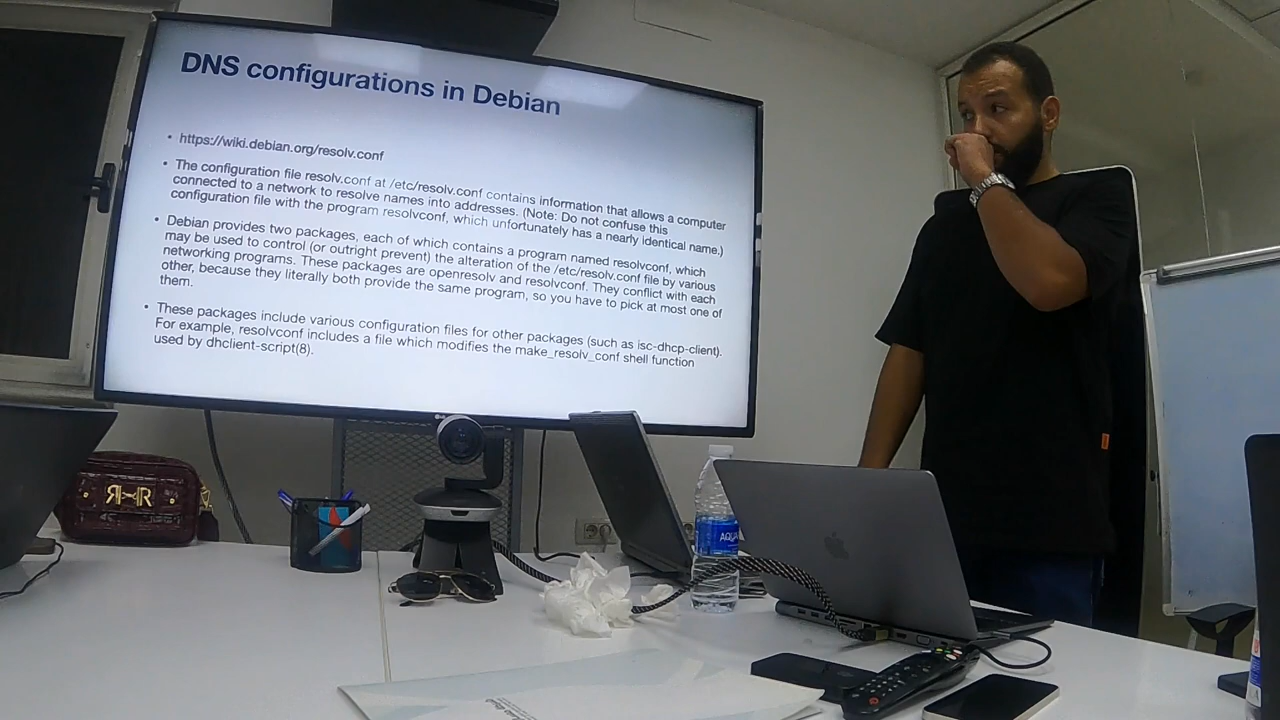 DNS configurations in Debian
• https://wiki.debian.org/resolv.conf
• The configuration file resolv.conf at /etc/resolv.conf contains information that allows a computer
connected to a network to resolve names into addresses. (Note: Do not confuse this
configuration file with the program resolvconf, which unfortunately has a nearly identical name.)
• Debian provides two packages, each of which contains a program named resolvconf, which
may be used to control (or outright prevent) the alteration of the /etc/resolv.conf file by various
networking programs. These packages are openresolv and resolvconf. They conflict with each
other, because they literally both provide the same program, so you have to pick at most one of
them.
• These packages include various configuration files for other packages (such as isc-dhcp-client).
For example, resolvconf includes a file which modifies the make_resolv_conf shell function
used by dhclient-script(8).